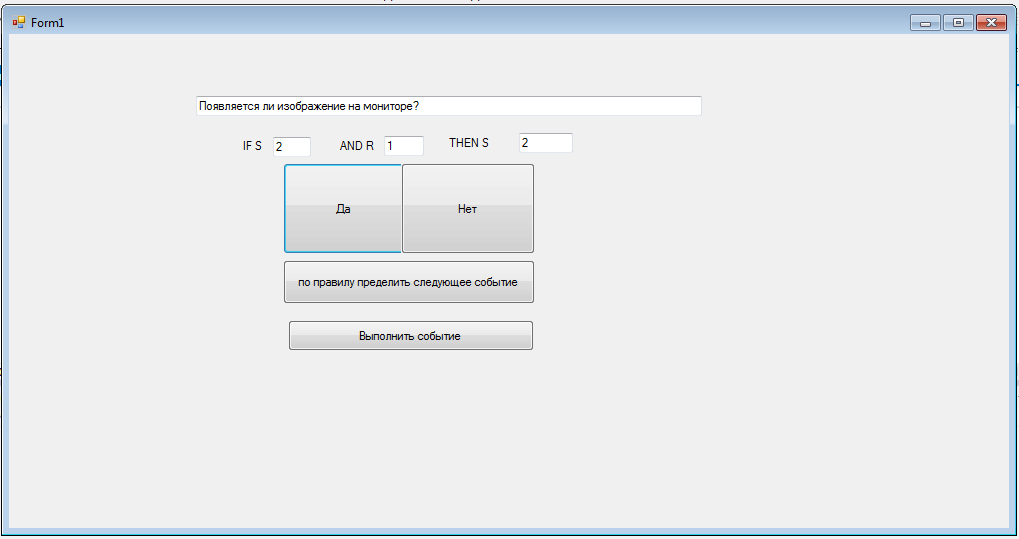 Form1
Появляется ли изображение на мониторе?
IF S 2 AND R 1 THEN S 2
Да Нет
по правилу пределить следующее событие
Выполнить событие